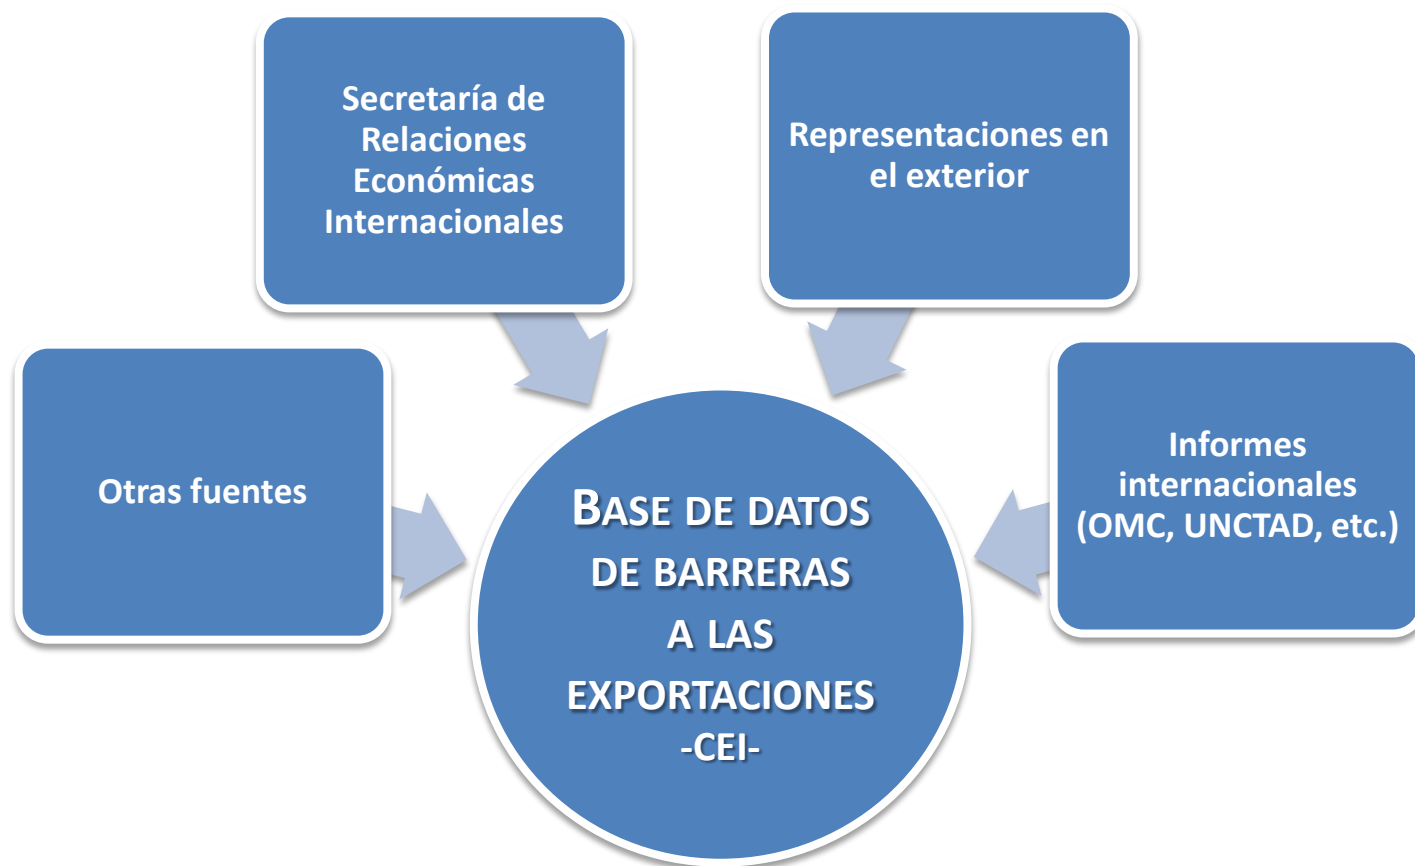 Secretaría de
Relaciones
Económicas
Internacionales
Representaciones en
el exterior
Otras fuentes
Informes
internacionales
(OMC, UNCTAD, etc.)
BASE DE DATOS
DE BARRERAS
A LAS
EXPORTACIONES
-CEI-